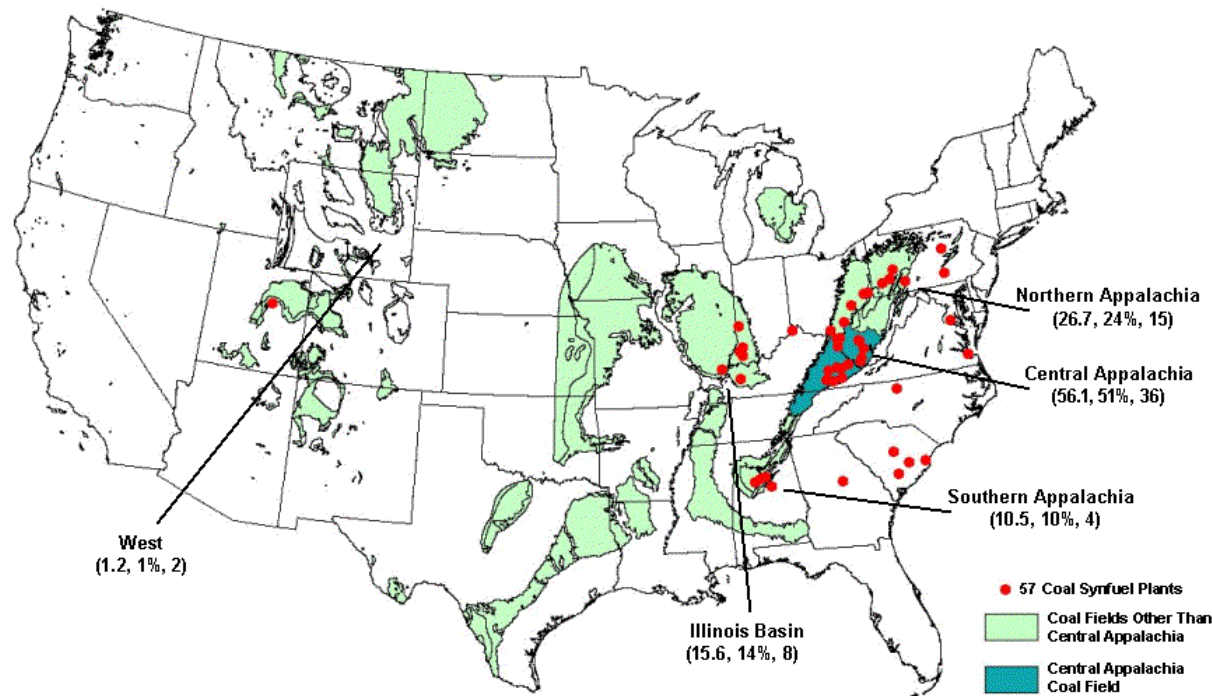 Northern Appalachia
(26.7, 24%, 15)
Central Appalachia
(56.1, 51%, 36)
Southern Appalachia
(10.5, 10%, 4)
West
(1.2, 1%, 2)
Illinois Basin
(15.6, 14%, 8)
57 Coal Synfuel Plants
Coal Fields Other Than
Central Appalachia
Central Appalachia
Coal Field